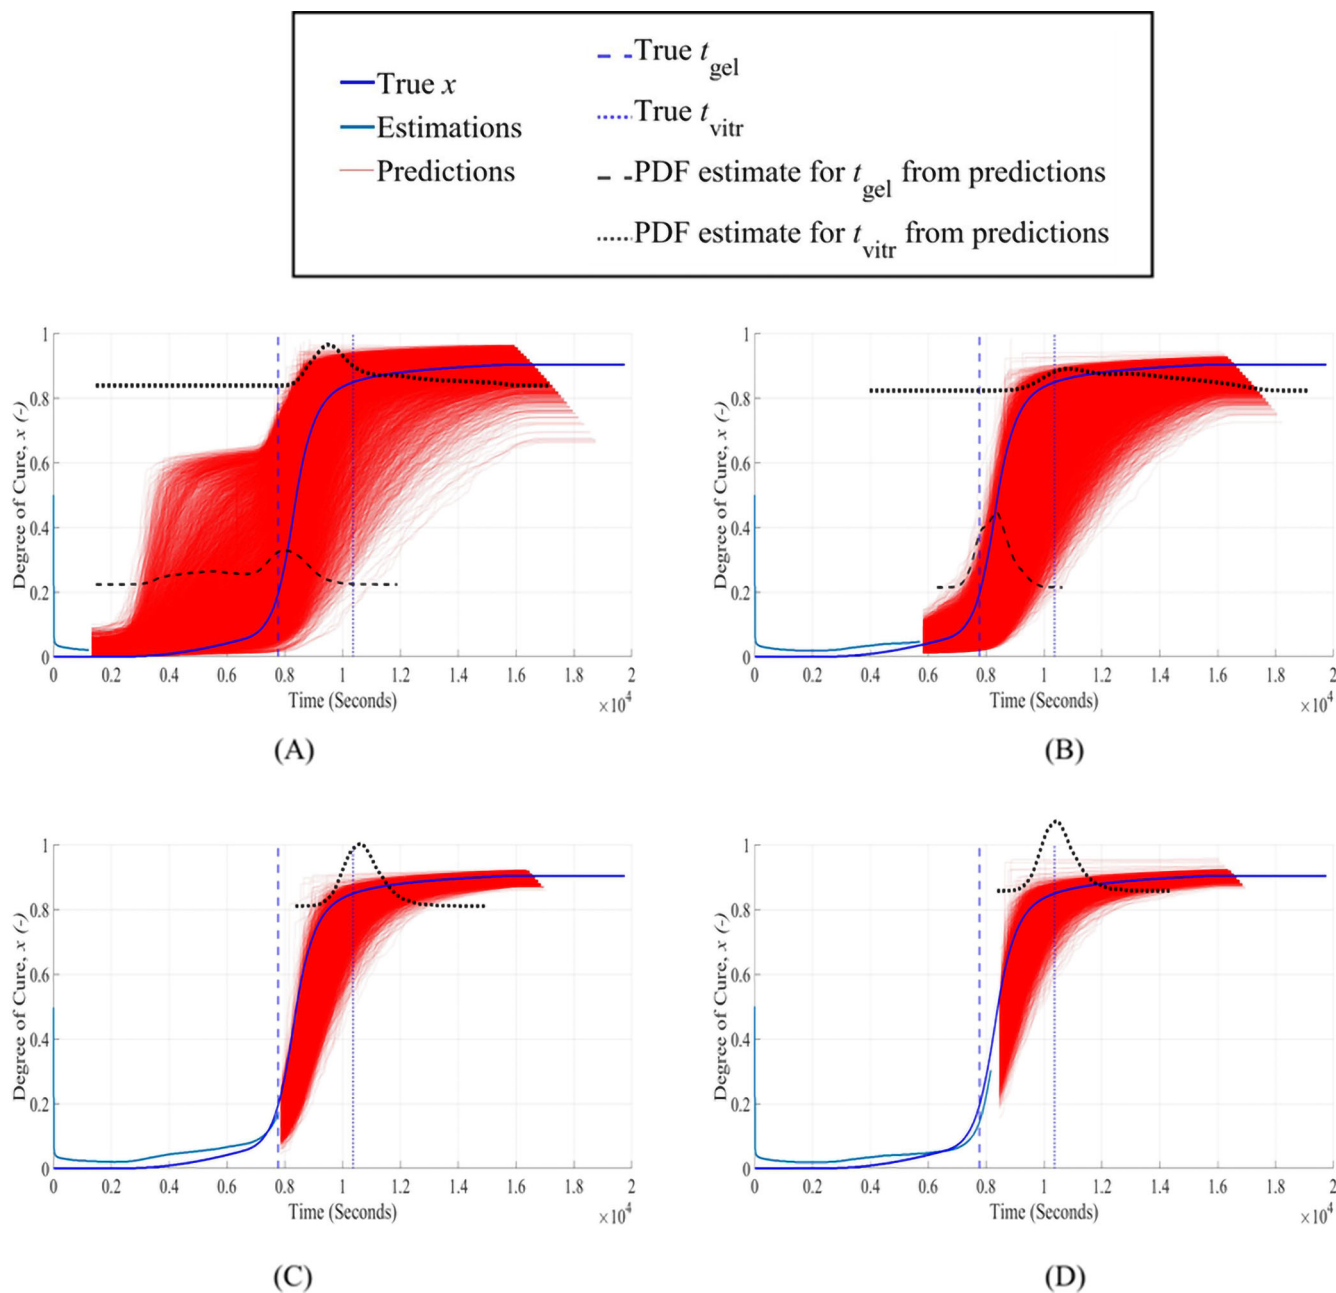 True x
Estimations
Predictions
True t_gel
True t_vitr
PDF estimate for t_gel from predictions
PDF estimate for t_vitr from predictions
Degree of Cure, x (-)
1
0.8
0.6
0.4
0.2
0
0 0.2 0.4 0.6 0.8 1 1.2 1.4 1.6 1.8 2
Time (Seconds)
×10⁴
(A)
Degree of Cure, x (-)
1
0.8
0.6
0.4
0.2
0
0 0.2 0.4 0.6 0.8 1 1.2 1.4 1.6 1.8 2
Time (Seconds)
×10⁴
(B)
Degree of Cure, x (-)
1
0.8
0.6
0.4
0.2
0
0 0.2 0.4 0.6 0.8 1 1.2 1.4 1.6 1.8 2
Time (Seconds)
×10⁴
(C)
Degree of Cure, x (-)
1
0.8
0.6
0.4
0.2
0
0 0.2 0.4 0.6 0.8 1 1.2 1.4 1.6 1.8 2
Time (Seconds)
×10⁴
(D)